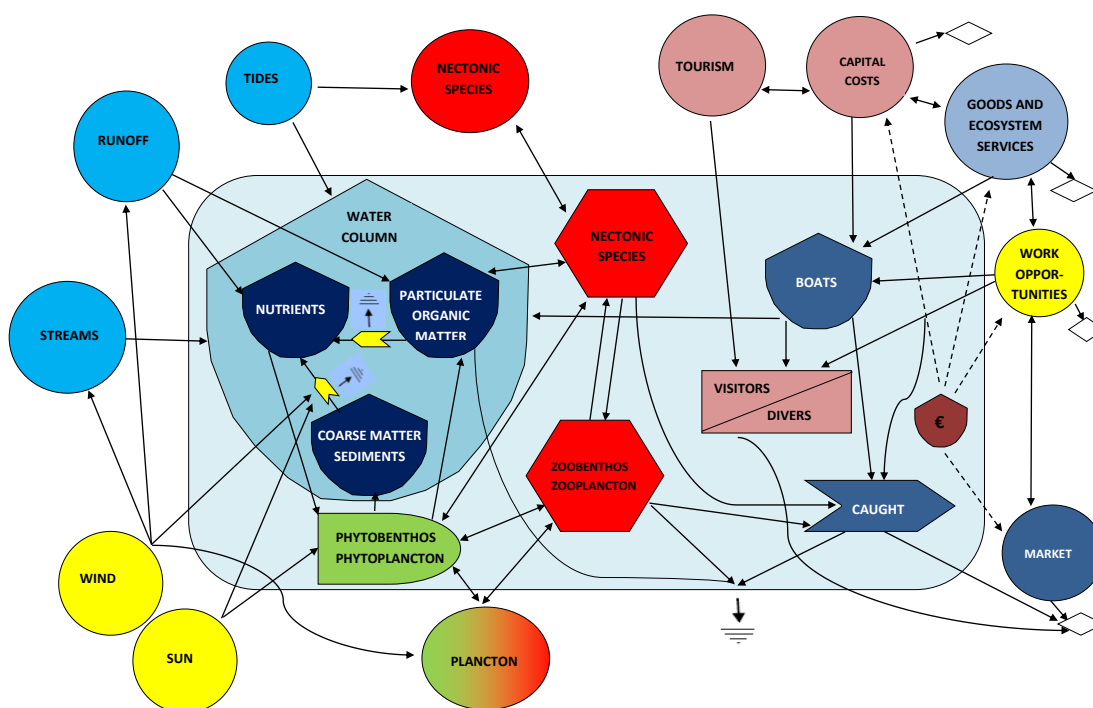 TIDES
NECTONIC
SPECIES
TOURISM
CAPITAL
COSTS
GOODS AND
ECOSYSTEM
SERVICES
RUNOFF
WATER
COLUMN
NECTONIC
SPECIES
WORK
OPPOR-
TUNITIES
BOATS
NUTRIENTS
PARTICULATE
ORGANIC
MATTER
STREAMS
VISITORS
DIVERS
€
COARSE MATTER
SEDIMENTS
ZOOBENTHOS
ZOOPLANCTON
CAUGHT
PHYTOBENTHOS
PHYTOPLANCTON
MARKET
WIND
SUN
PLANCTON